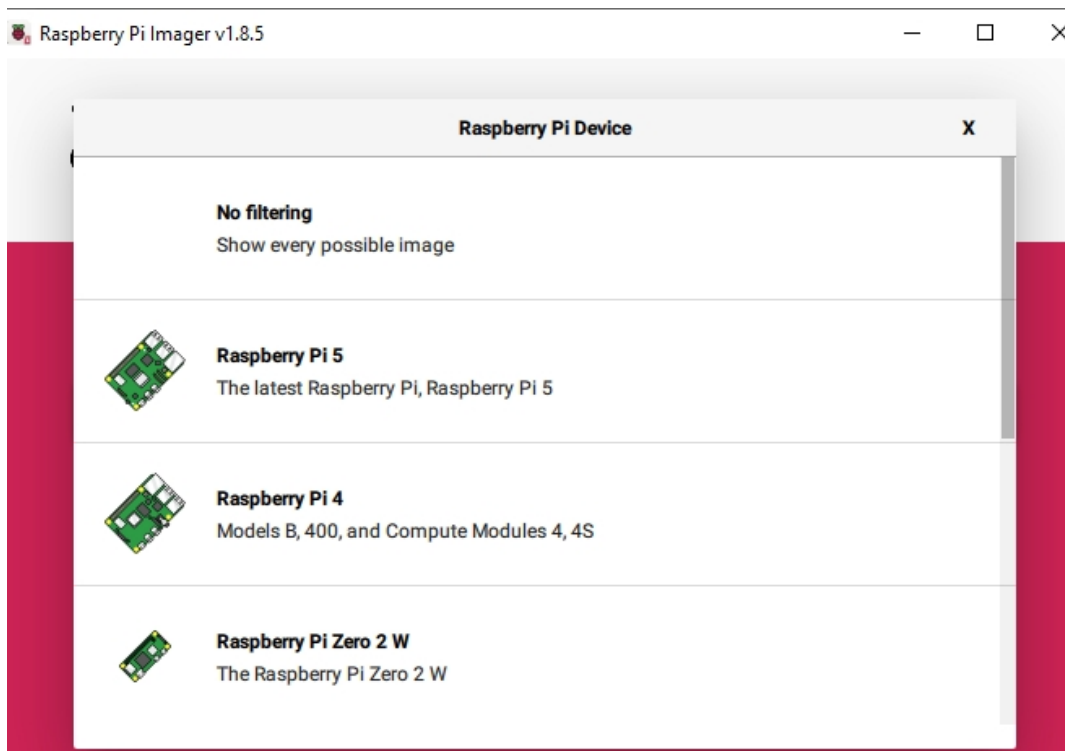 Raspberry Pi Imager v1.8.5
Raspberry Pi Device X
No filtering
Show every possible image
Raspberry Pi 5
The latest Raspberry Pi, Raspberry Pi 5
Raspberry Pi 4
Models B, 400, and Compute Modules 4, 4S
Raspberry Pi Zero 2 W
The Raspberry Pi Zero 2 W